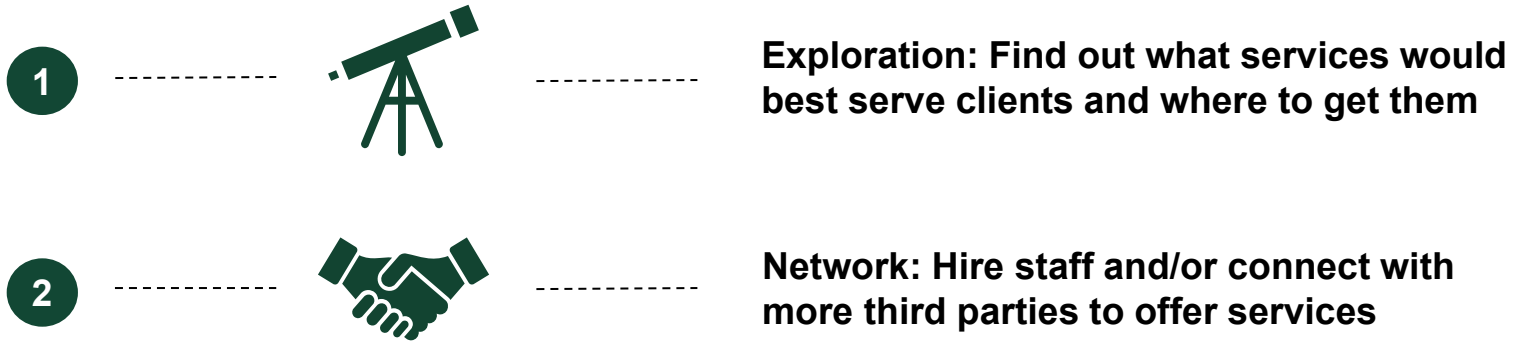 1
Exploration: Find out what services would
best serve clients and where to get them
2
Network: Hire staff and/or connect with
more third parties to offer services